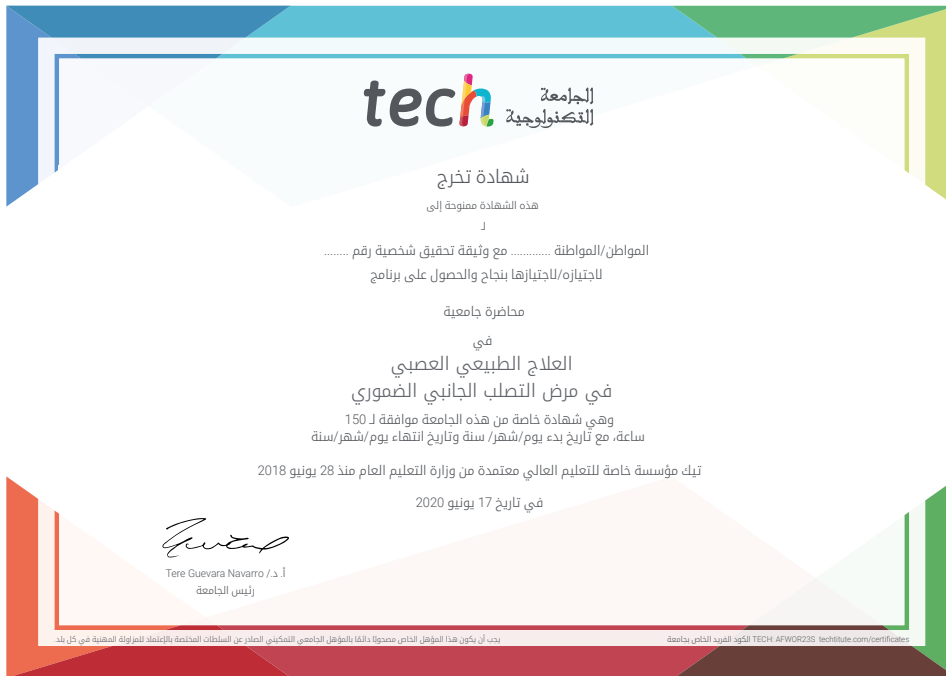 tech الجامعة
التكنولوجية
شهادة تخرج
هذه الشهادة ممنوحة إلى
لـ
المواطن/المواطنة ............. مع وثيقة تحقيق شخصية رقم ........
لاجتيازه/لاجتيازها بنجاح والحصول على برنامج
محاضرة جامعية
في
العلاج الطبيعي العصبي
في مرض التصلب الجانبي الضموري
وهي شهادة خاصة من هذه الجامعة موافقة لـ 150
ساعة، مع تاريخ بدء يوم/شهر/ سنة وتاريخ انتهاء يوم/شهر/سنة
تيك مؤسسة خاصة للتعليم العالي معتمدة من وزارة التعليم العام منذ 28 يونيو 2018
في تاريخ 17 يونيو 2020
أ. د./ Tere Guevara Navarro
رئيس الجامعة
يجب أن يكون هذا المؤهل الخاص مصحوبًا دائمًا بالمؤهل الجامعي التمكيني الصادر عن السلطات المختصة بالإعتماد للمزاولة المهنية في كل بلد.
الكود الفريد الخاص بجامعة TECH: AFWOR23S techtitute.com/certificates